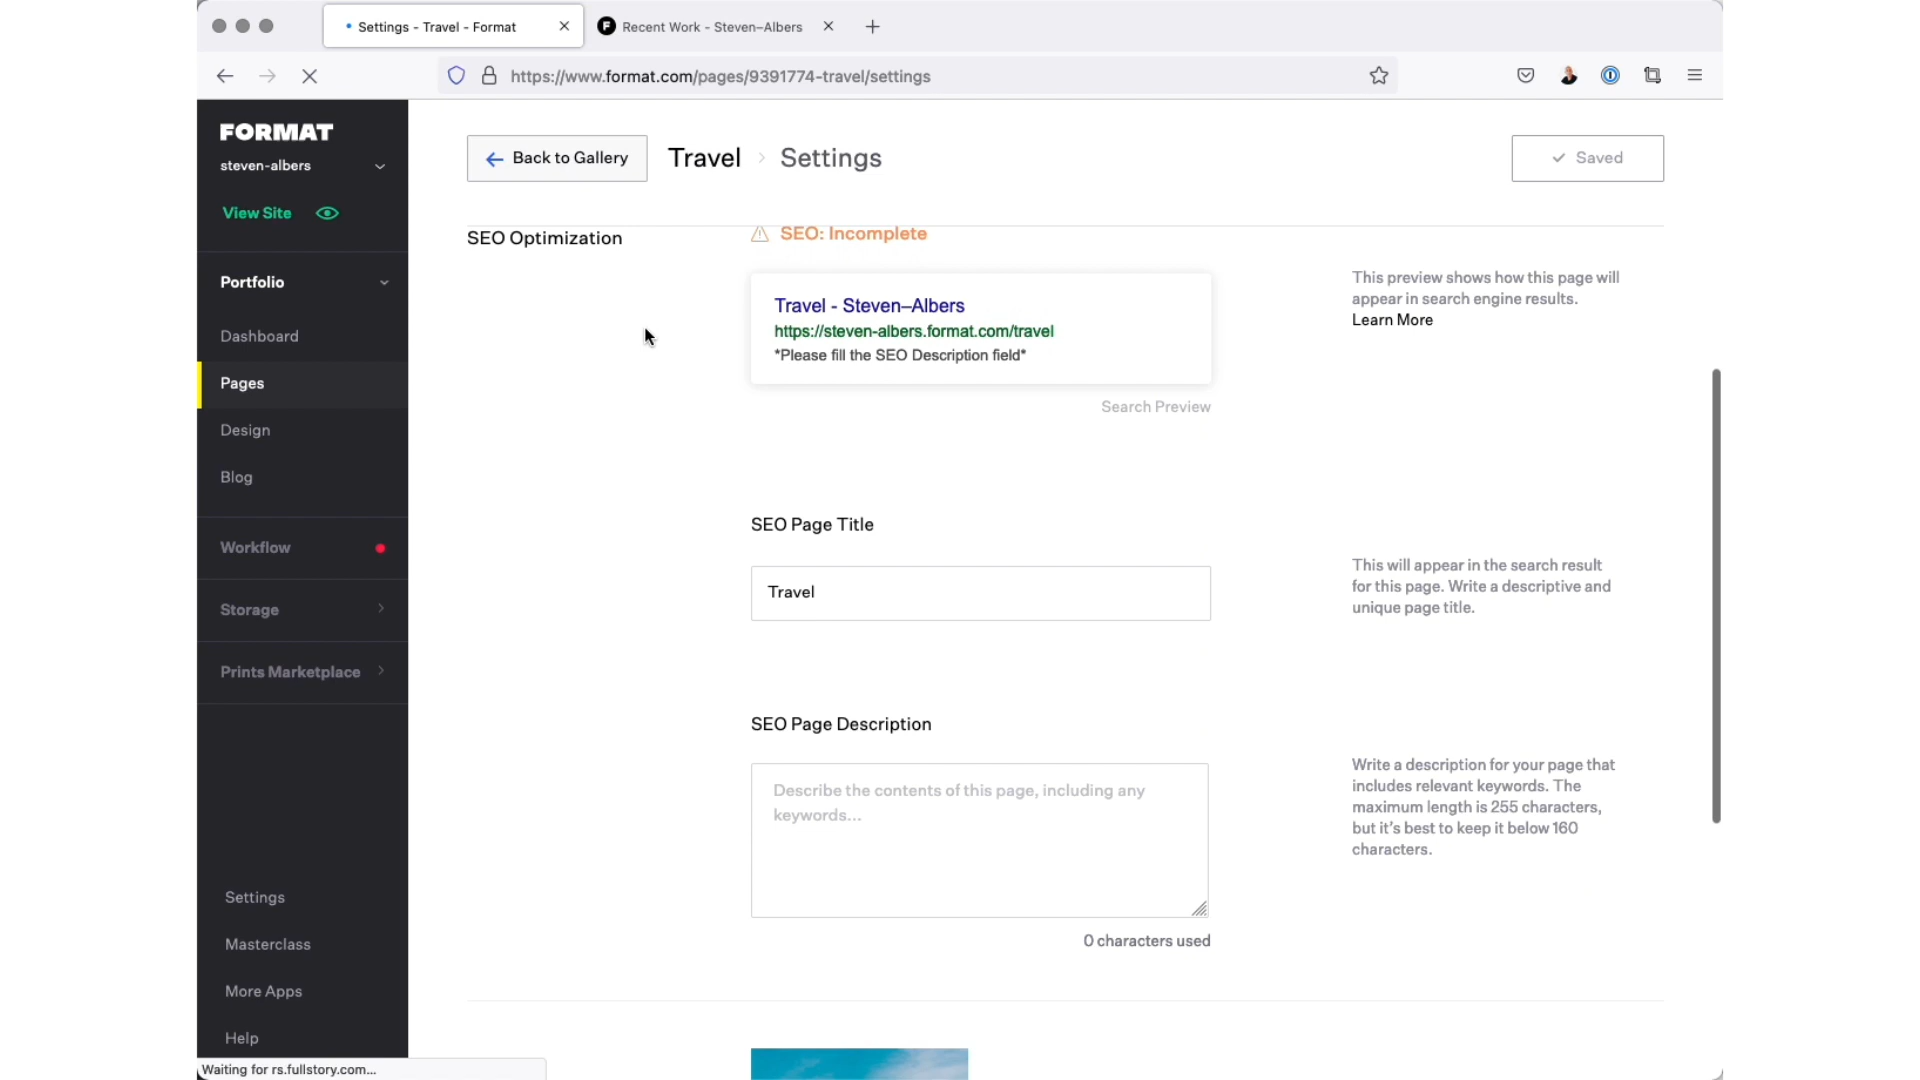 Settings - Travel - Format
Recent Work - Steven–Albers
https://www.format.com/pages/9391774-travel/settings
FORMAT
steven-albers
View Site
Portfolio
Dashboard
Pages
Design
Blog
Workflow
Storage
Prints Marketplace
Settings
Masterclass
More Apps
Help
Waiting for rs.fullstory.com...
Back to Gallery
Travel
Settings
Saved
SEO Optimization
SEO: Incomplete
Travel - Steven–Albers
https://steven-albers.format.com/travel
*Please fill the SEO Description field*
Search Preview
This preview shows how this page will
appear in search engine results.
Learn More
SEO Page Title
Travel
This will appear in the search result
for this page. Write a descriptive and
unique page title.
SEO Page Description
Describe the contents of this page, including any
keywords...
0 characters used
Write a description for your page that
includes relevant keywords. The
maximum length is 255 characters,
but it's best to keep it below 160
characters.